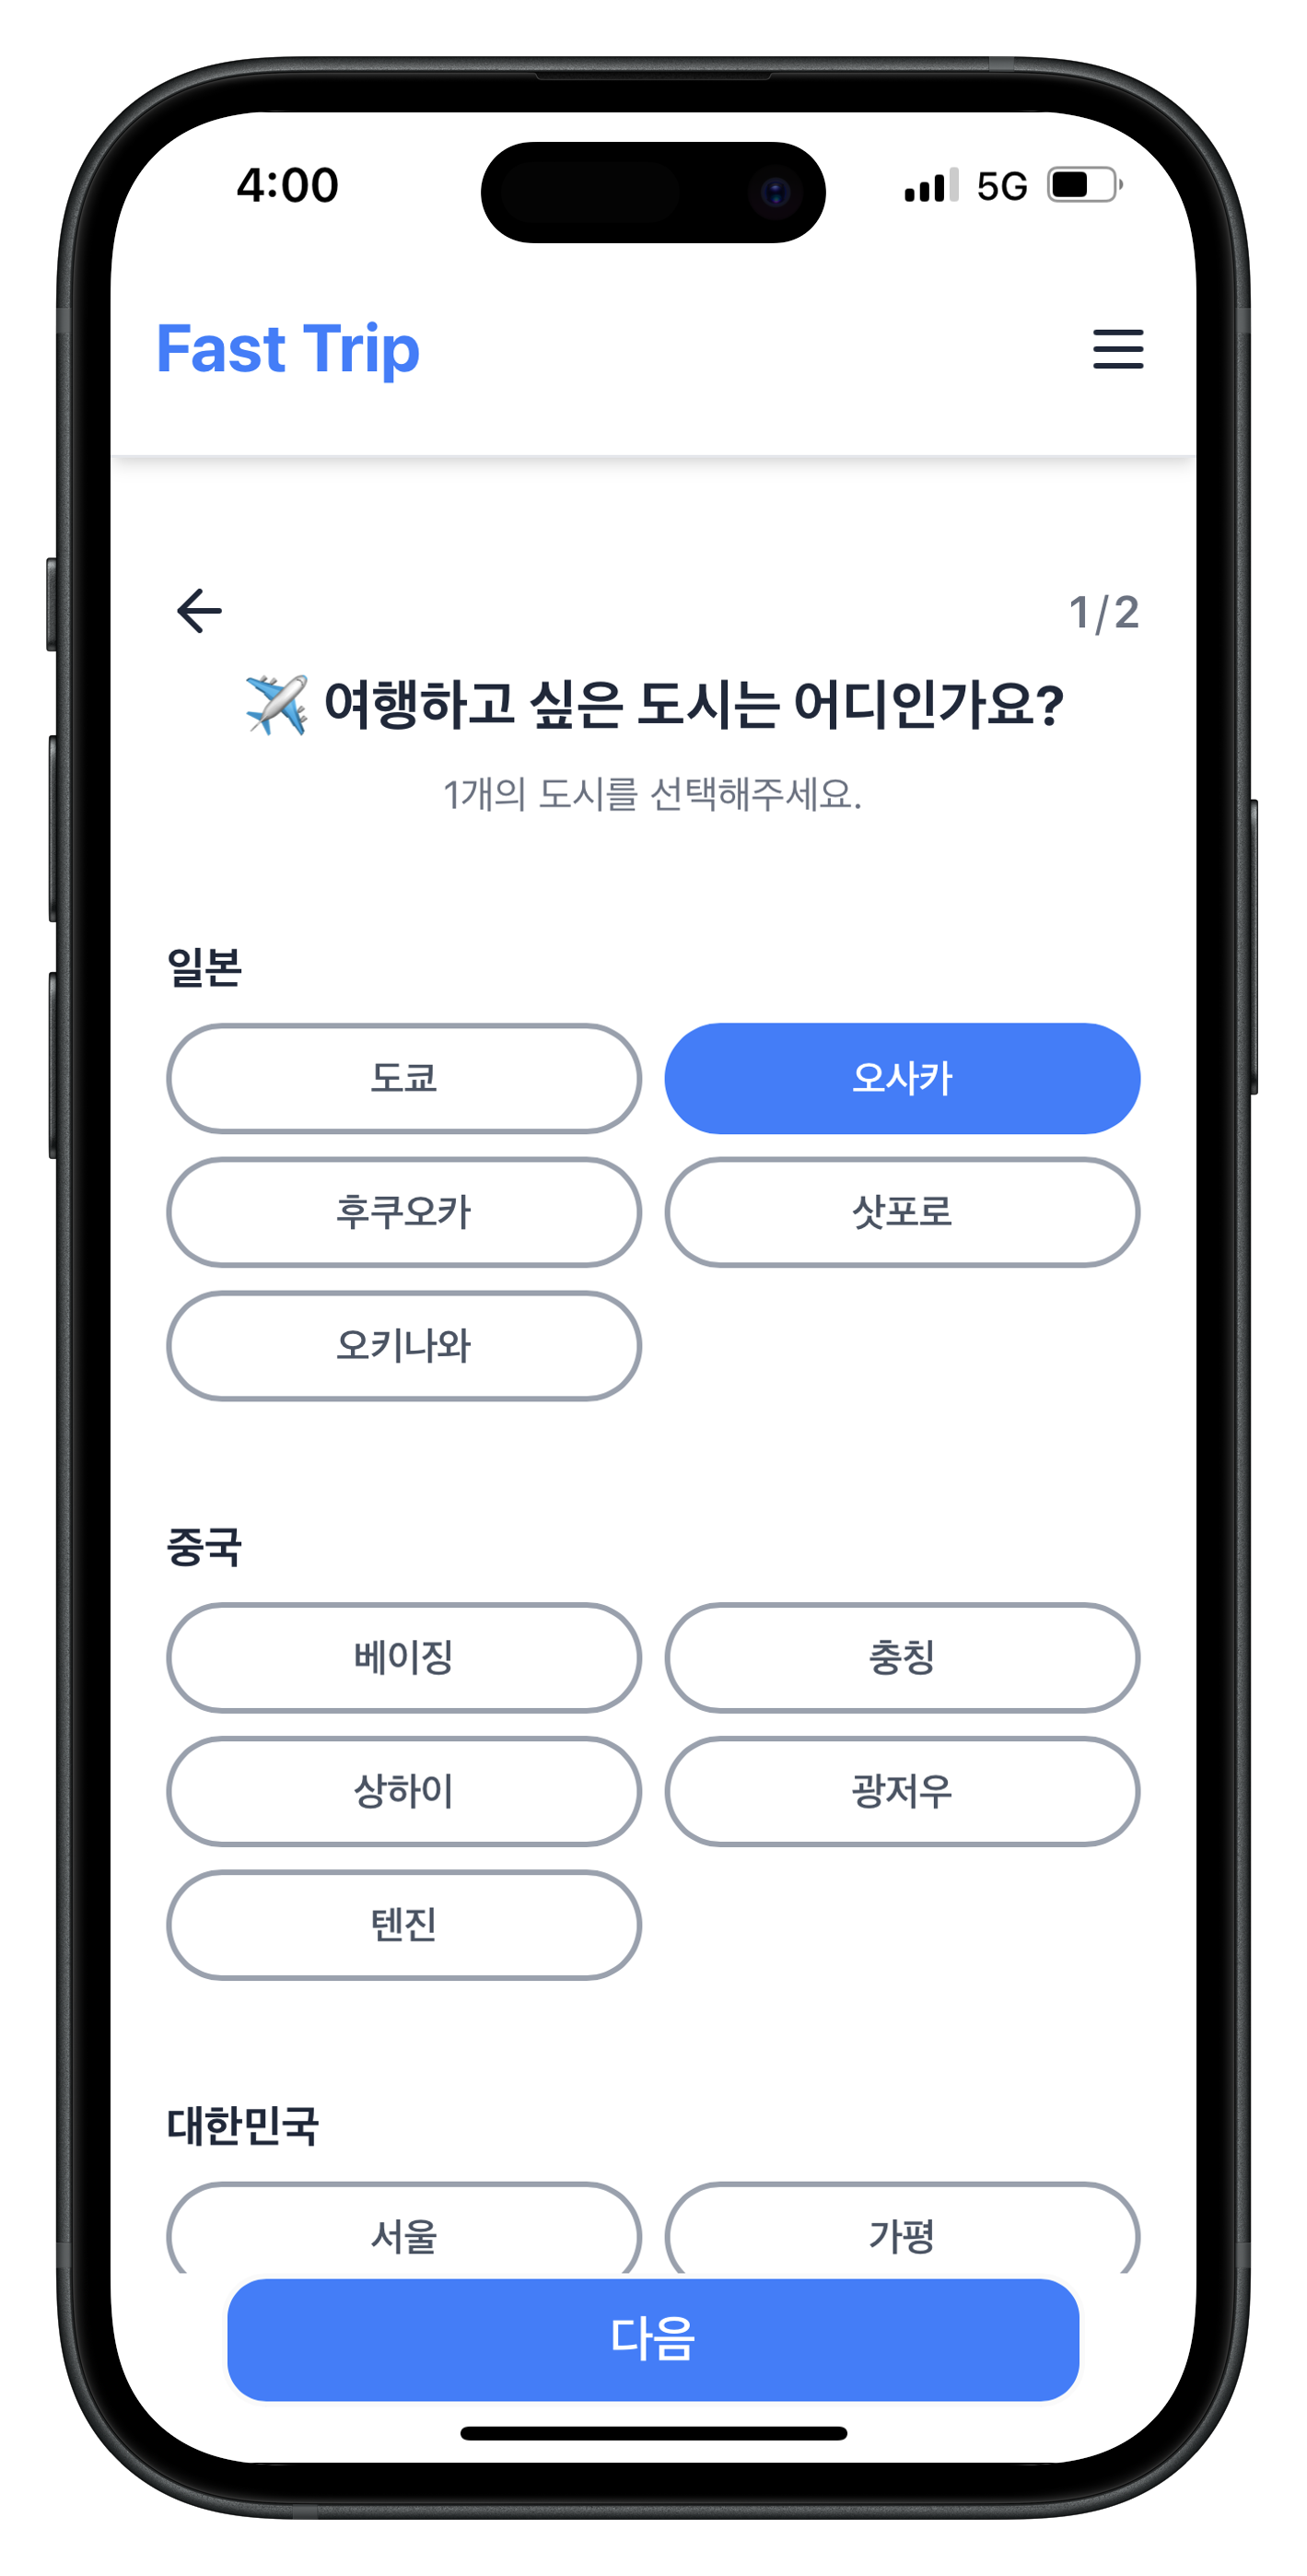 4:00 5G
Fast Trip
1/2
✈️ 여행하고 싶은 도시는 어디인가요?
1개의 도시를 선택해주세요.
일본
도쿄 오사카
후쿠오카 삿포로
오키나와
중국
베이징 충칭
상하이 광저우
텐진
대한민국
서울 가평
다음